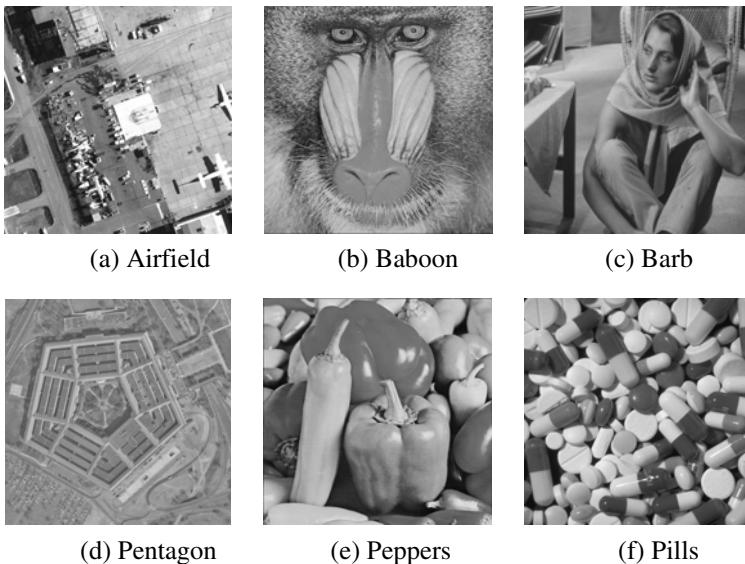 (a) Airfield
(b) Baboon
(c) Barb
(d) Pentagon
(e) Peppers
(f) Pills